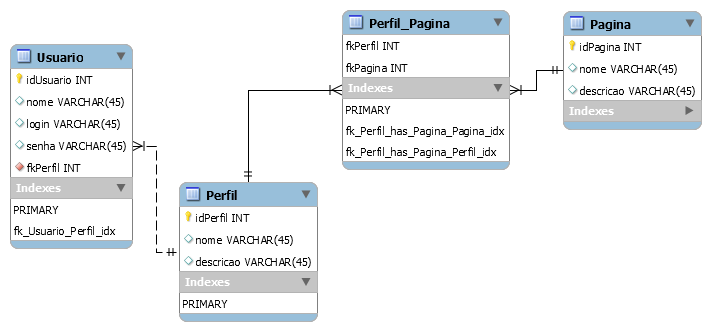 Usuario
idUsuario INT
nome VARCHAR(45)
login VARCHAR(45)
senha VARCHAR(45)
fkPerfil INT
Indexes
PRIMARY
fk_Usuario_Perfil_idx
Perfil
idPerfil INT
nome VARCHAR(45)
descricao VARCHAR(45)
Indexes
PRIMARY
Perfil_Pagina
fkPerfil INT
fkPagina INT
Indexes
PRIMARY
fk_Perfil_has_Pagina_Pagina_idx
fk_Perfil_has_Pagina_Perfil_idx
Pagina
idPagina INT
nome VARCHAR(45)
descricao VARCHAR(45)
Indexes